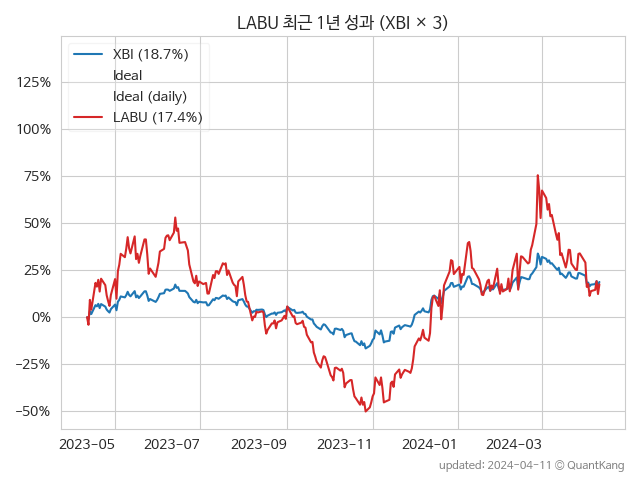 LABU 최근 1년 성과 (XBI × 3)
XBI (18.7%)
Ideal
Ideal (daily)
LABU (17.4%)
125%
100%
75%
50%
25%
0%
−25%
−50%
2023−05
2023−07
2023−09
2023−11
2024−01
2024−03
updated: 2024-04-11 © QuantKang